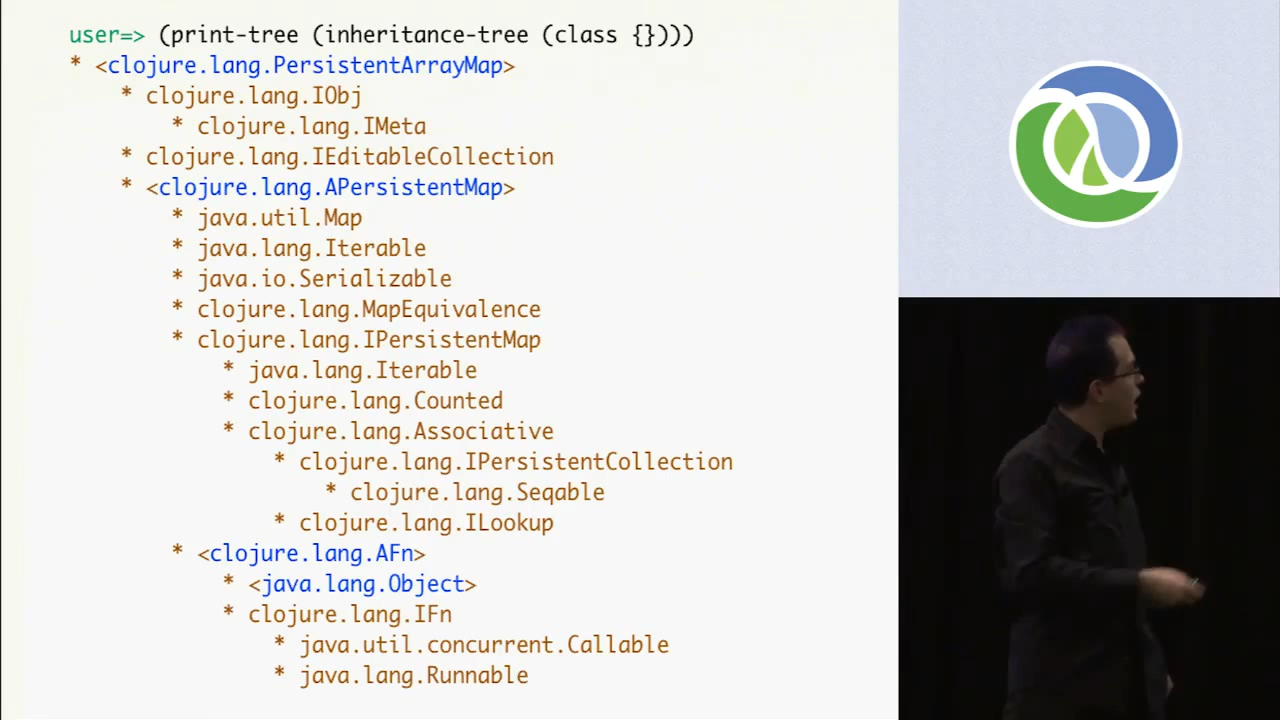 user=> (print-tree (inheritance-tree (class {})))
* <clojure.lang.PersistentArrayMap>
* clojure.lang.IObj
* clojure.lang.IMeta
* clojure.lang.IEditableCollection
* <clojure.lang.APersistentMap>
* java.util.Map
* java.lang.Iterable
* java.io.Serializable
* clojure.lang.MapEquivalence
* clojure.lang.IPersistentMap
* java.lang.Iterable
* clojure.lang.Counted
* clojure.lang.Associative
* clojure.lang.IPersistentCollection
* clojure.lang.Seqable
* clojure.lang.ILookup
* <clojure.lang.AFn>
* <java.lang.Object>
* clojure.lang.IFn
* java.util.concurrent.Callable
* java.lang.Runnable